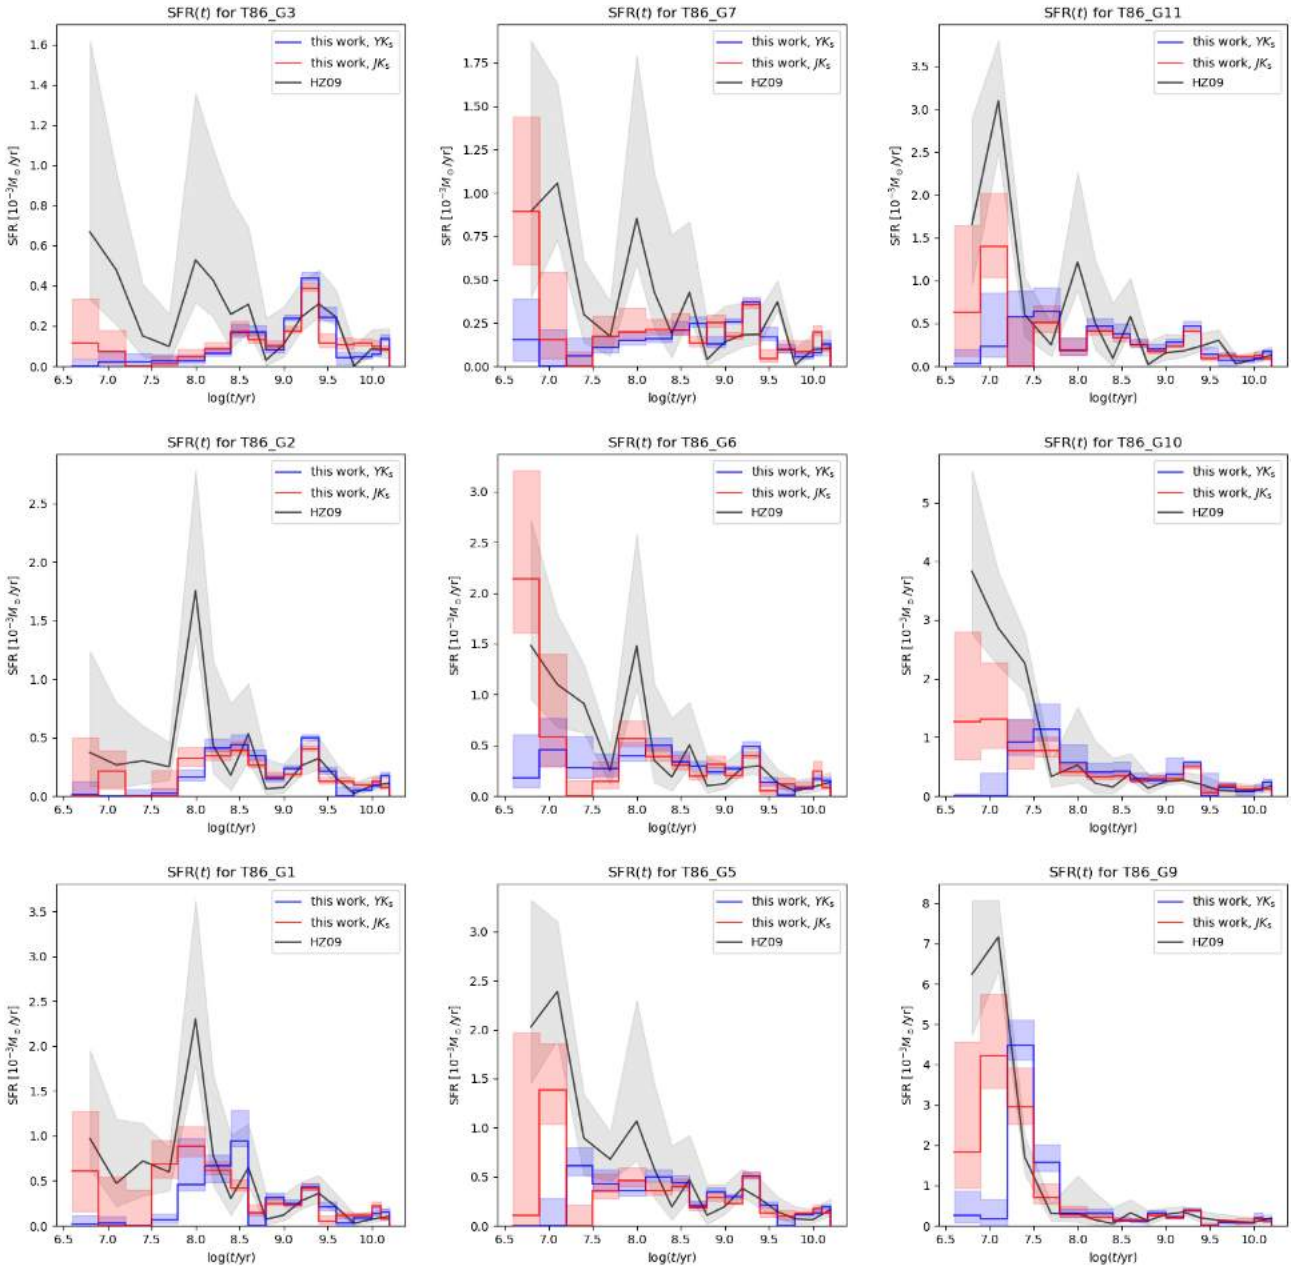 SFR(t) for T86_G3
this work, YKs
this work, JKs
HZ09
SFR [10⁻³M⊙/yr]
1.6
1.4
1.2
1.0
0.8
0.6
0.4
0.2
0.0
6.5 7.0 7.5 8.0 8.5 9.0 9.5 10.0
log(t/yr)
SFR(t) for T86_G7
this work, YKs
this work, JKs
HZ09
SFR [10⁻³M⊙/yr]
1.75
1.50
1.25
1.00
0.75
0.50
0.25
0.00
6.5 7.0 7.5 8.0 8.5 9.0 9.5 10.0
log(t/yr)
SFR(t) for T86_G11
this work, YKs
this work, JKs
HZ09
SFR [10⁻³M⊙/yr]
3.5
3.0
2.5
2.0
1.5
1.0
0.5
0.0
6.5 7.0 7.5 8.0 8.5 9.0 9.5 10.0
log(t/yr)
SFR(t) for T86_G2
this work, YKs
this work, JKs
HZ09
SFR [10⁻³M⊙/yr]
2.5
2.0
1.5
1.0
0.5
0.0
6.5 7.0 7.5 8.0 8.5 9.0 9.5 10.0
log(t/yr)
SFR(t) for T86_G6
this work, YKs
this work, JKs
HZ09
SFR [10⁻³M⊙/yr]
3.0
2.5
2.0
1.5
1.0
0.5
0.0
6.5 7.0 7.5 8.0 8.5 9.0 9.5 10.0
log(t/yr)
SFR(t) for T86_G10
this work, YKs
this work, JKs
HZ09
SFR [10⁻³M⊙/yr]
5
4
3
2
1
0
6.5 7.0 7.5 8.0 8.5 9.0 9.5 10.0
log(t/yr)
SFR(t) for T86_G1
this work, YKs
this work, JKs
HZ09
SFR [10⁻³M⊙/yr]
3.5
3.0
2.5
2.0
1.5
1.0
0.5
0.0
6.5 7.0 7.5 8.0 8.5 9.0 9.5 10.0
log(t/yr)
SFR(t) for T86_G5
this work, YKs
this work, JKs
HZ09
SFR [10⁻³M⊙/yr]
3.0
2.5
2.0
1.5
1.0
0.5
0.0
6.5 7.0 7.5 8.0 8.5 9.0 9.5 10.0
log(t/yr)
SFR(t) for T86_G9
this work, YKs
this work, JKs
HZ09
SFR [10⁻³M⊙/yr]
8
7
6
5
4
3
2
1
0
6.5 7.0 7.5 8.0 8.5 9.0 9.5 10.0
log(t/yr)